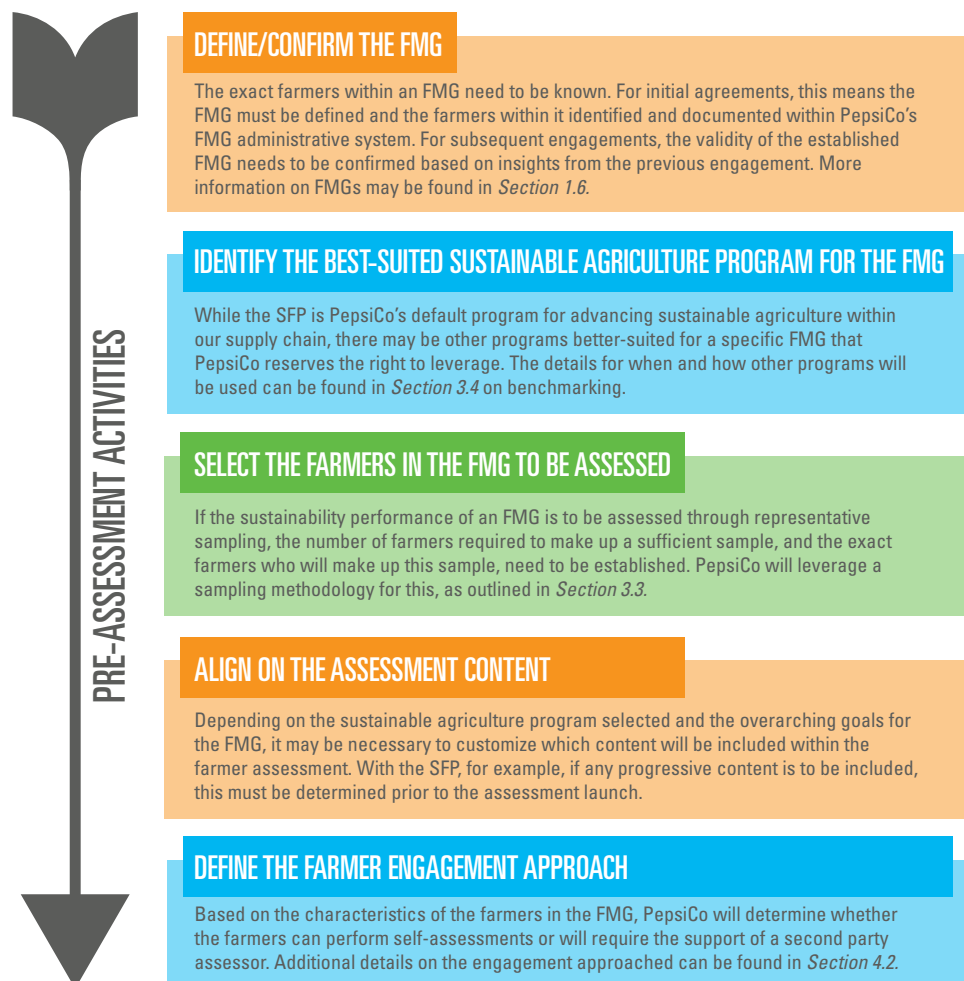 PRE-ASSESSMENT ACTIVITIES
DEFINE/CONFIRM THE FMG
The exact farmers within an FMG need to be known. For initial agreements, this means the
FMG must be defined and the farmers within it identified and documented within PepsiCo's
FMG administrative system. For subsequent engagements, the validity of the established
FMG needs to be confirmed based on insights from the previous engagement. More
information on FMGs may be found in Section 1.6.
IDENTIFY THE BEST-SUITED SUSTAINABLE AGRICULTURE PROGRAM FOR THE FMG
While the SFP is PepsiCo's default program for advancing sustainable agriculture within
our supply chain, there may be other programs better-suited for a specific FMG that
PepsiCo reserves the right to leverage. The details for when and how other programs will
be used can be found in Section 3.4 on benchmarking.
SELECT THE FARMERS IN THE FMG TO BE ASSESSED
If the sustainability performance of an FMG is to be assessed through representative
sampling, the number of farmers required to make up a sufficient sample, and the exact
farmers who will make up this sample, need to be established. PepsiCo will leverage a
sampling methodology for this, as outlined in Section 3.3.
ALIGN ON THE ASSESSMENT CONTENT
Depending on the sustainable agriculture program selected and the overarching goals for
the FMG, it may be necessary to customize which content will be included within the
farmer assessment. With the SFP, for example, if any progressive content is to be included,
this must be determined prior to the assessment launch.
DEFINE THE FARMER ENGAGEMENT APPROACH
Based on the characteristics of the farmers in the FMG, PepsiCo will determine whether
the farmers can perform self-assessments or will require the support of a second party
assessor. Additional details on the engagement approached can be found in Section 4.2.